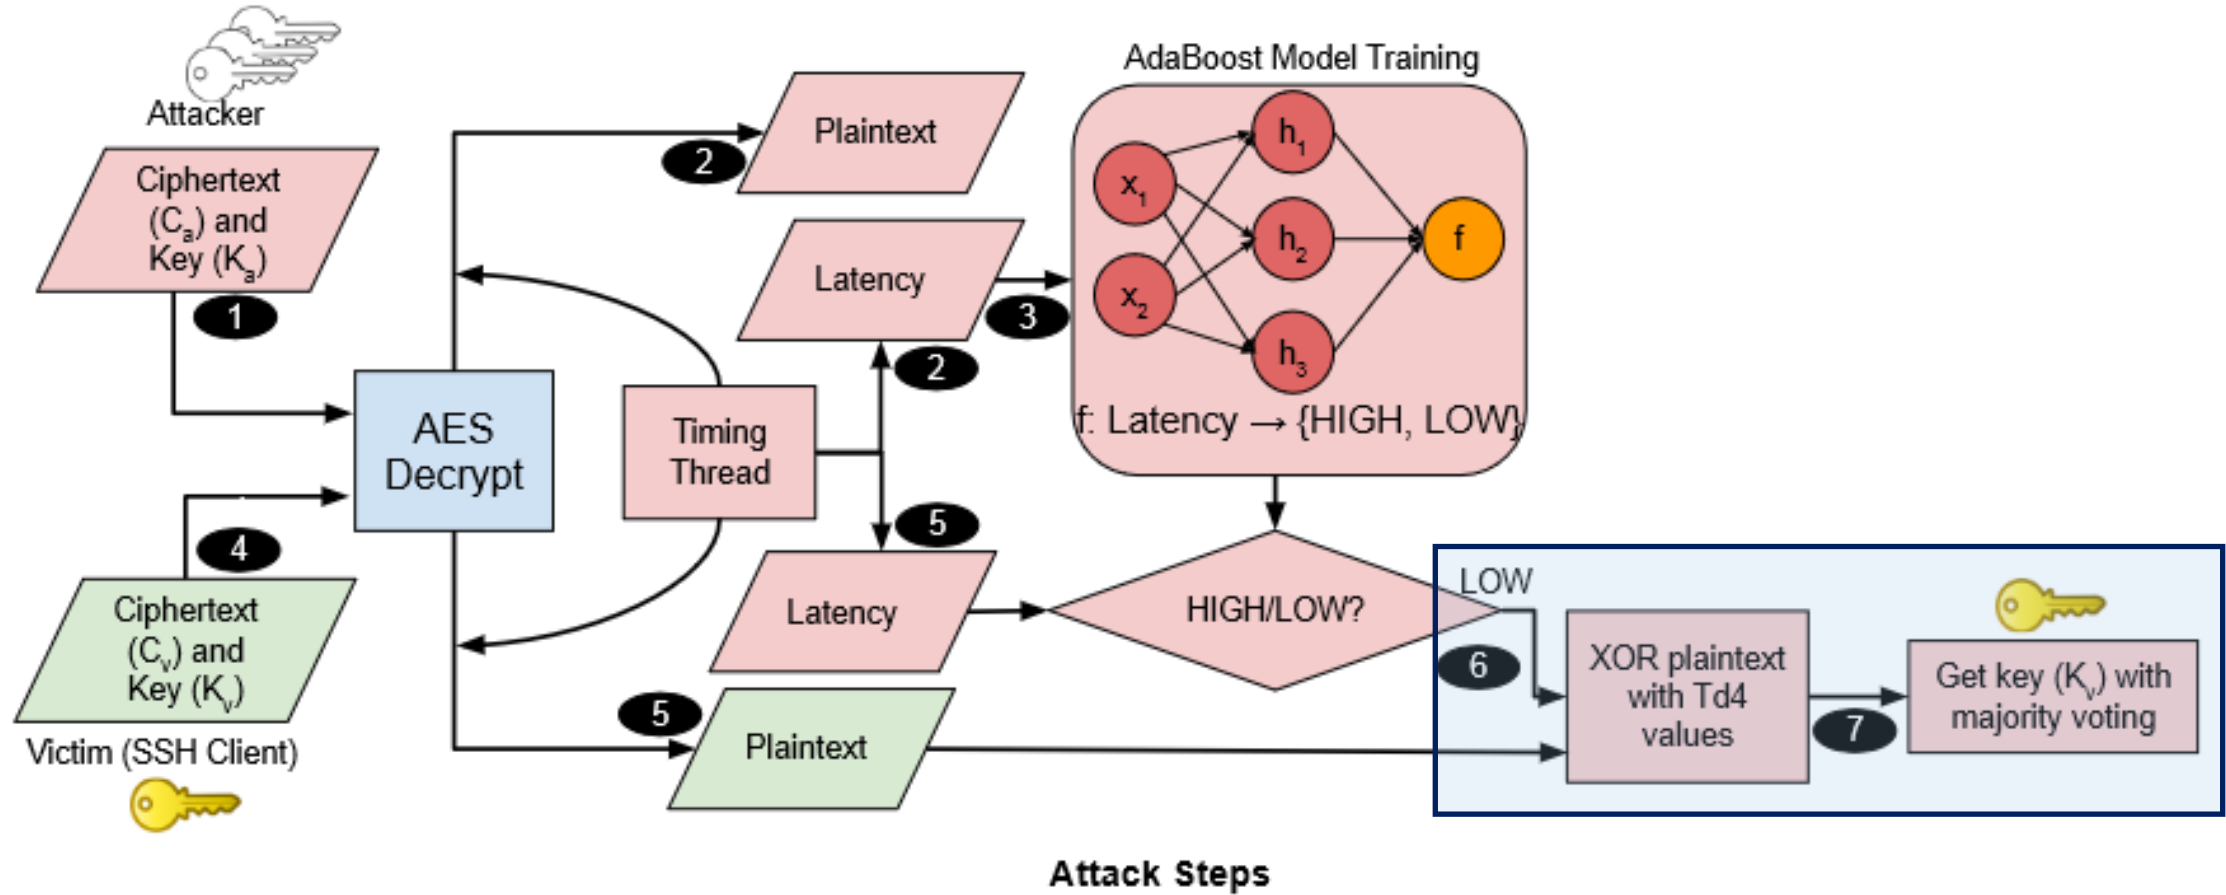 Attacker
Ciphertext
(Ca) and
Key (Ka)
1
AES
Decrypt
4
Ciphertext
(Cv) and
Key (Kv)
Victim (SSH Client)
Plaintext
2
Latency
2
3
Timing
Thread
5
Latency
5
Plaintext
AdaBoost Model Training
x1
x2
h1
h2
h3
f
f: Latency → {HIGH, LOW}
HIGH/LOW?
LOW
6
XOR plaintext
with Td4
values
7
Get key (Kv) with
majority voting
Attack Steps